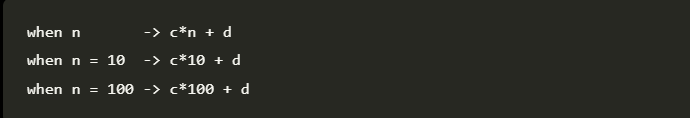 when n       -> c*n + d
when n = 10  -> c*10 + d
when n = 100 -> c*100 + d